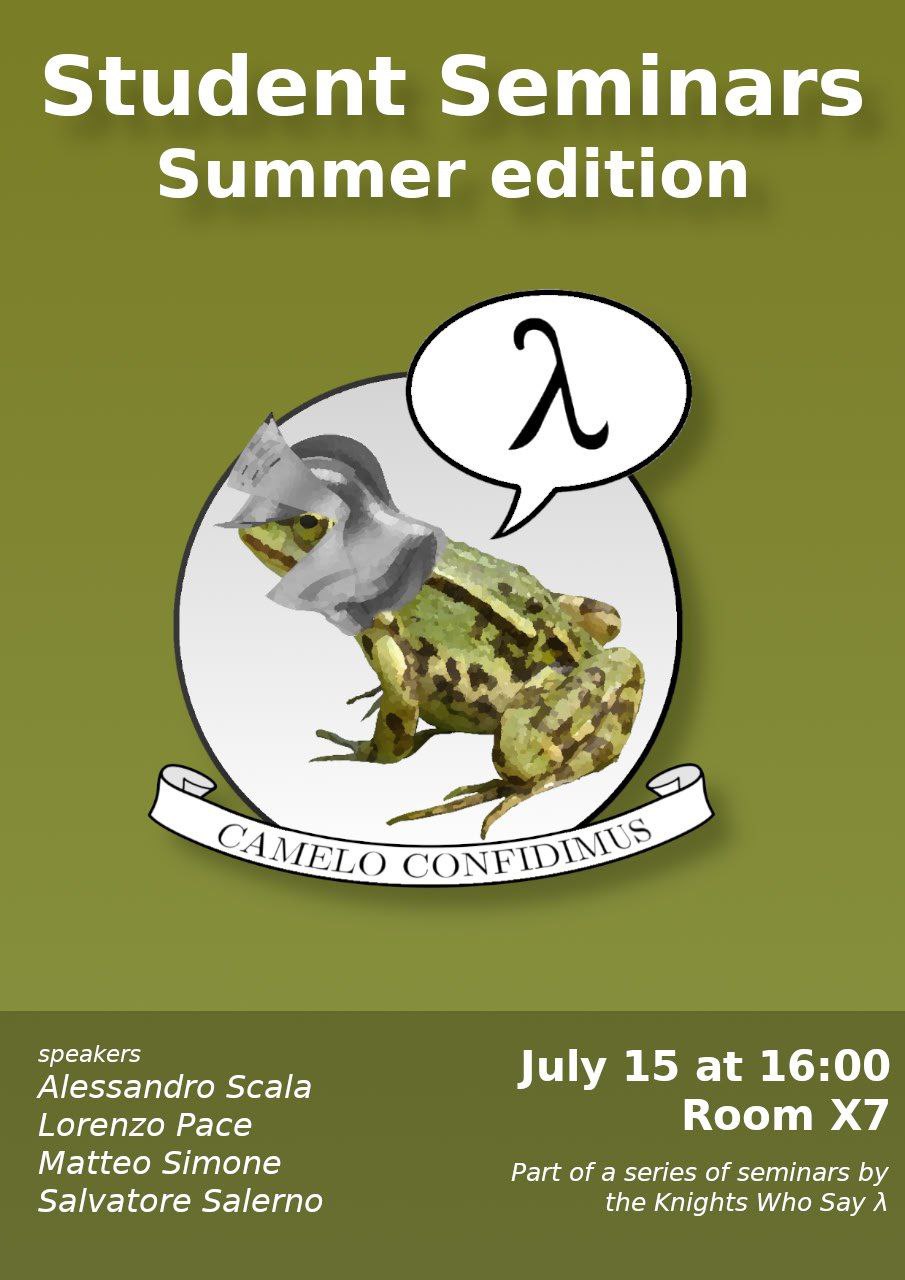 Student Seminars
Summer edition
λ
CAMELO CONFIDIMUS
speakers
Alessandro Scala
Lorenzo Pace
Matteo Simone
Salvatore Salerno
July 15 at 16:00
Room X7
Part of a series of seminars by
the Knights Who Say λ